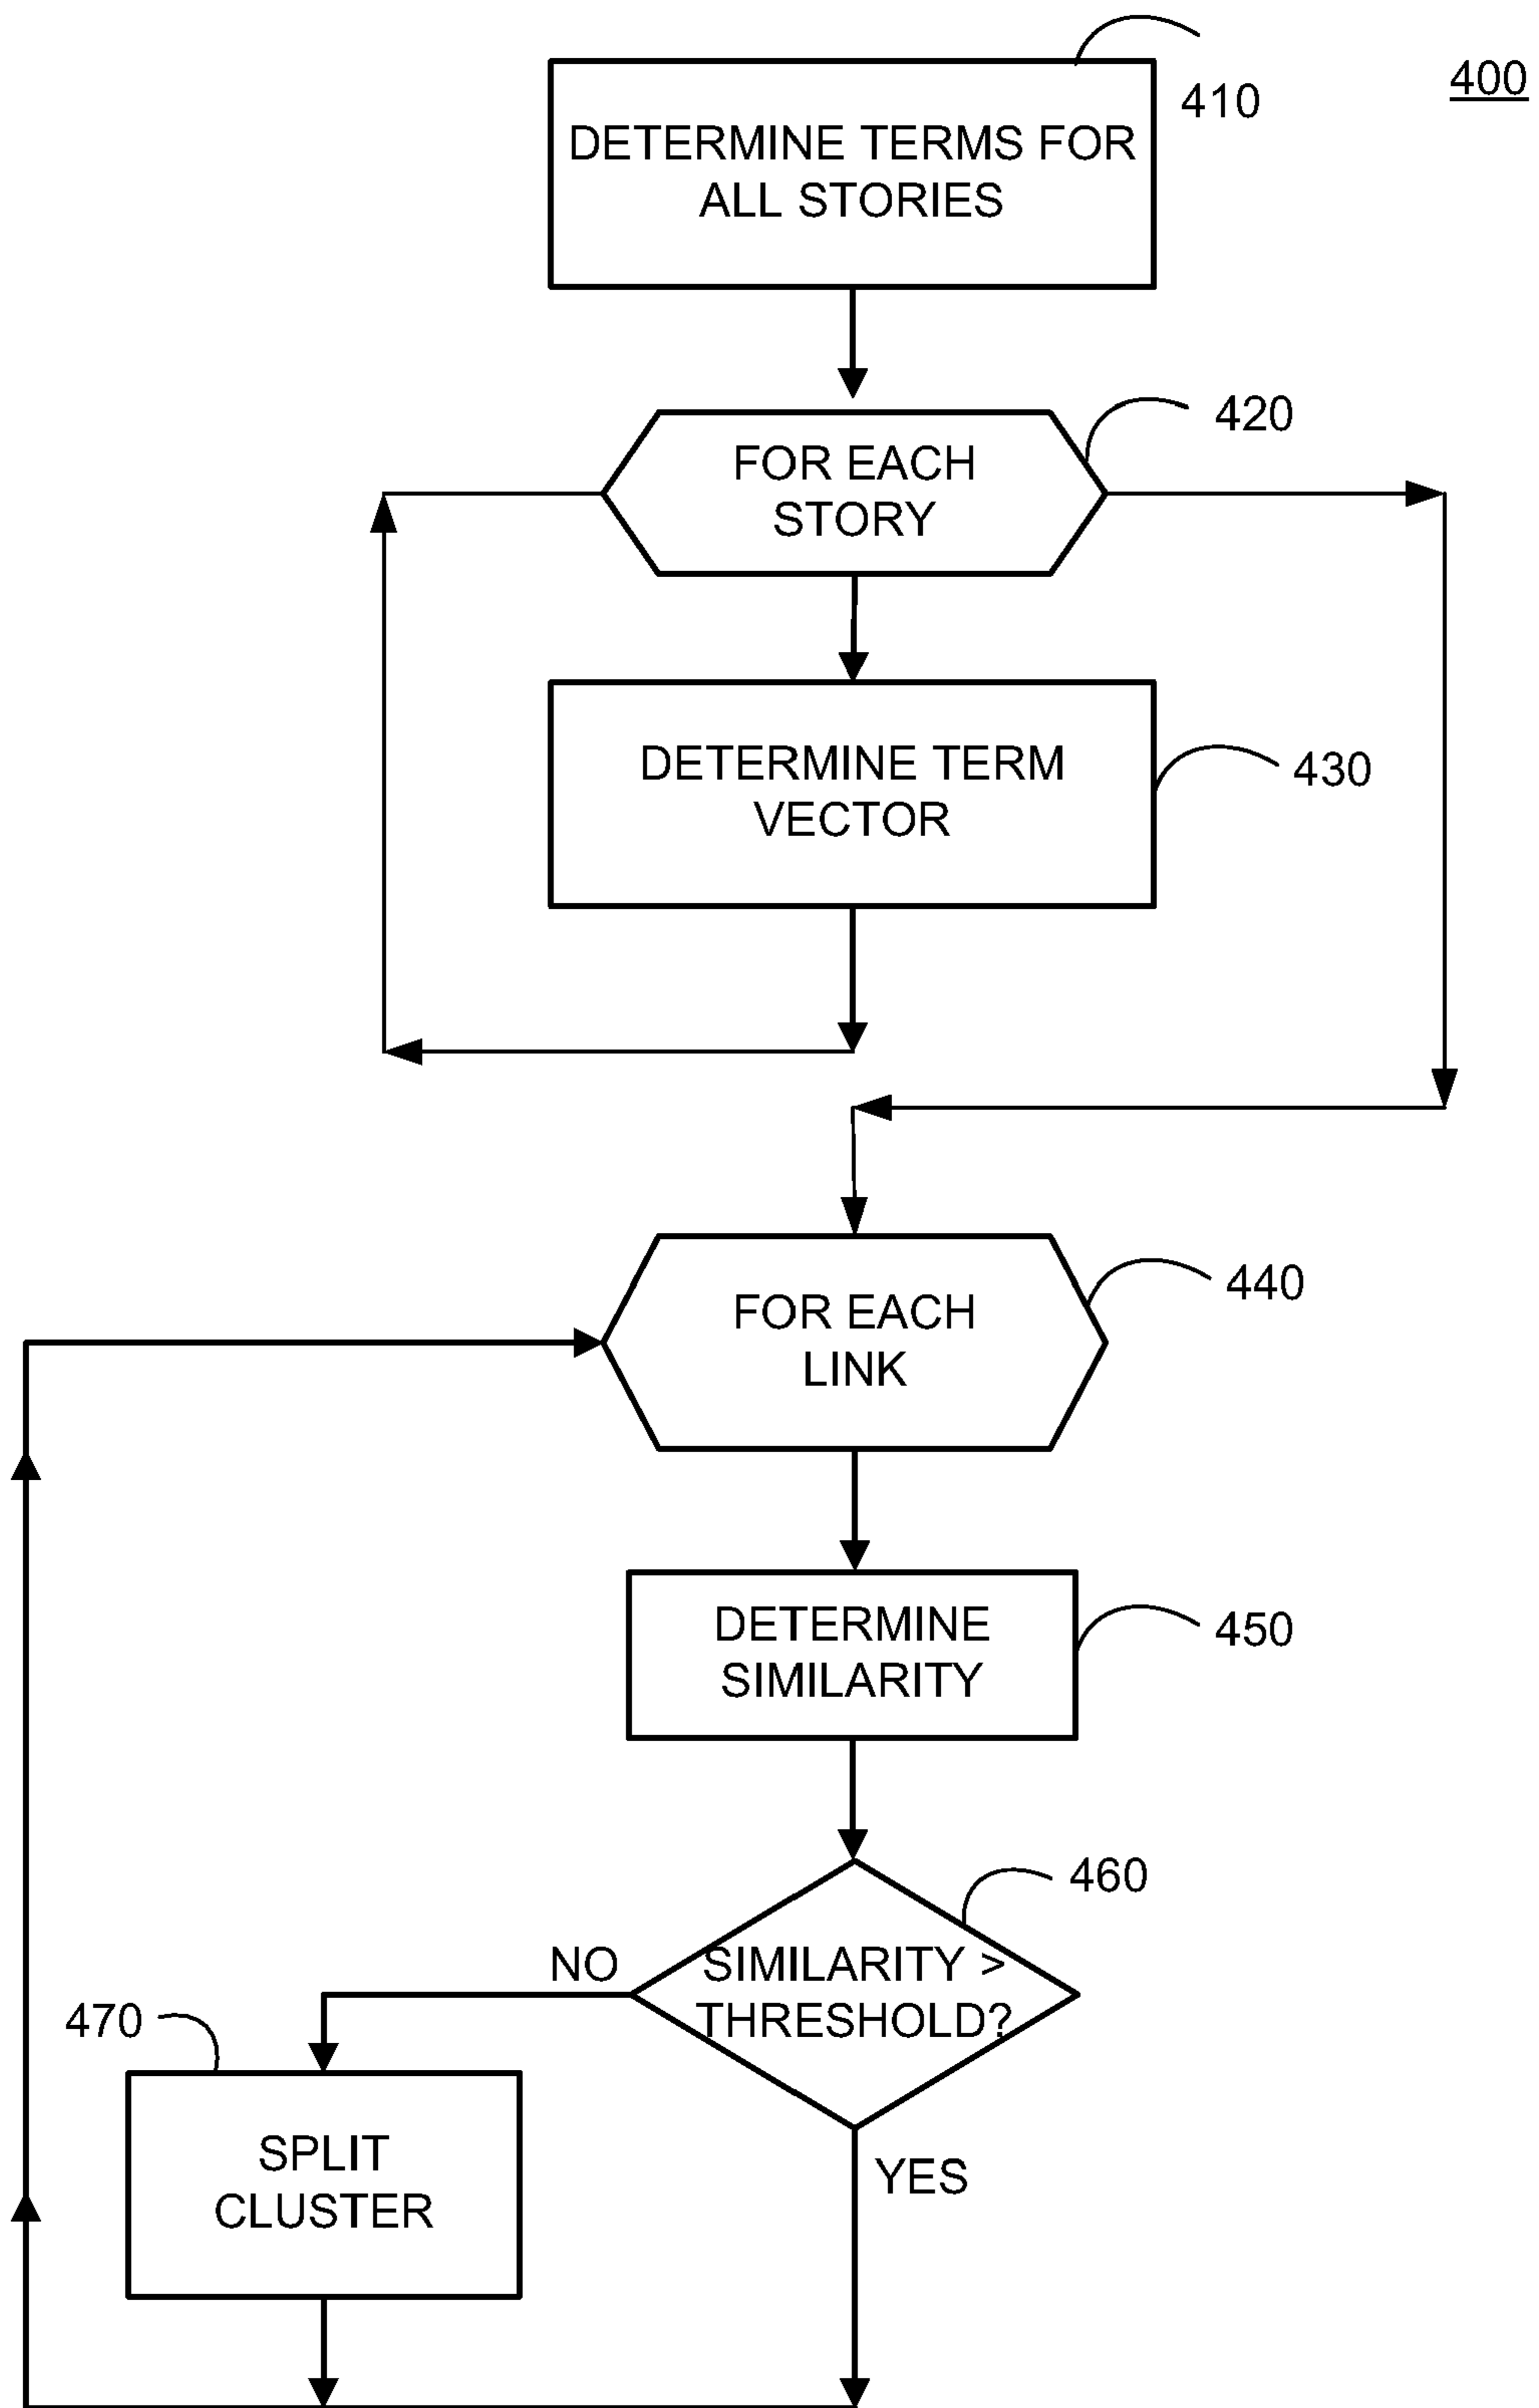 400
410
DETERMINE TERMS FOR
ALL STORIES
420
FOR EACH
STORY
DETERMINE TERM
VECTOR
430
FOR EACH
LINK
440
DETERMINE
SIMILARITY
450
460
SIMILARITY >
THRESHOLD?
NO
470
SPLIT
CLUSTER
YES